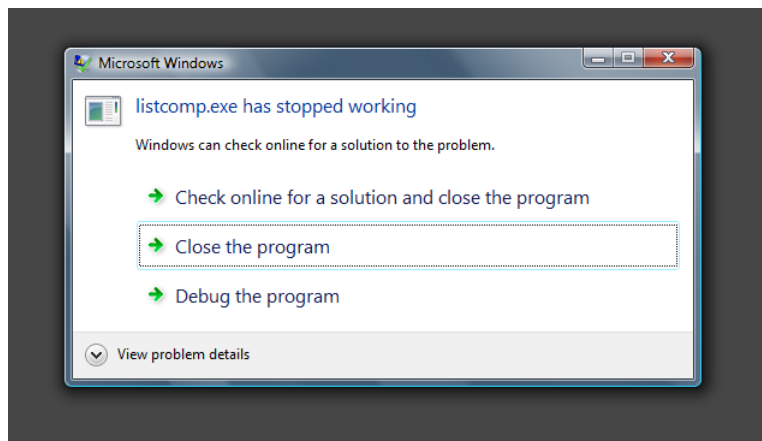 Microsoft Windows
listcomp.exe has stopped working
Windows can check online for a solution to the problem.
Check online for a solution and close the program
Close the program
Debug the program
View problem details